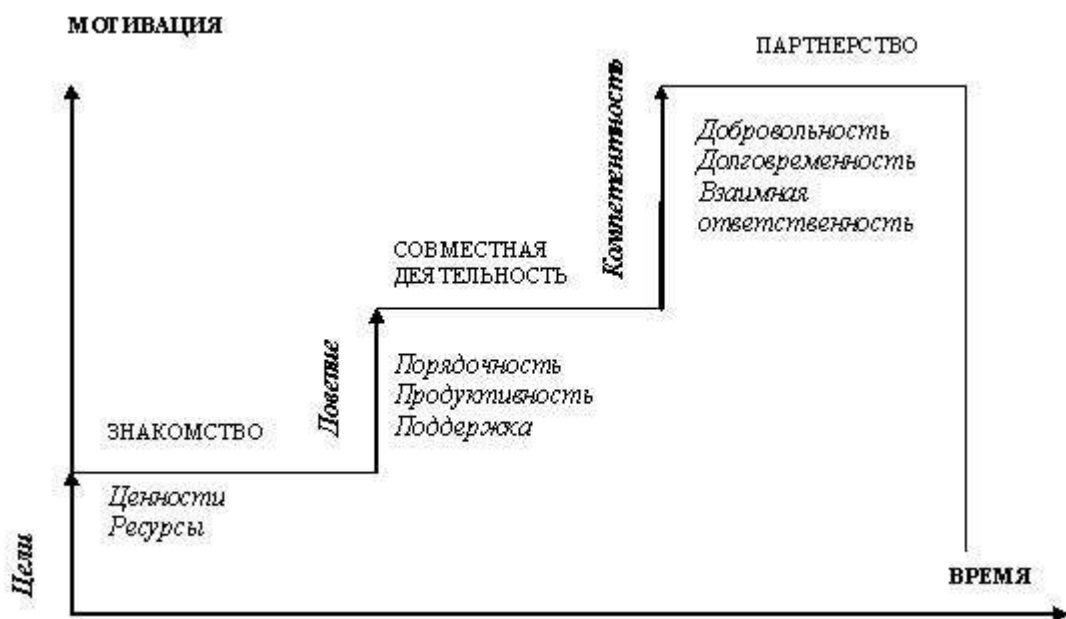 МОТИВАЦИЯ
ПАРТНЕРСТВО
Компетентность
Добровольность
Долговременность
Взаимная
ответственность
СОВМЕСТНАЯ
ДЕЯТЕЛЬНОСТЬ
Доверие
Порядочность
Продуктивность
Поддержка
ЗНАКОМСТВО
Ценности
Ресурсы
Цели
ВРЕМЯ